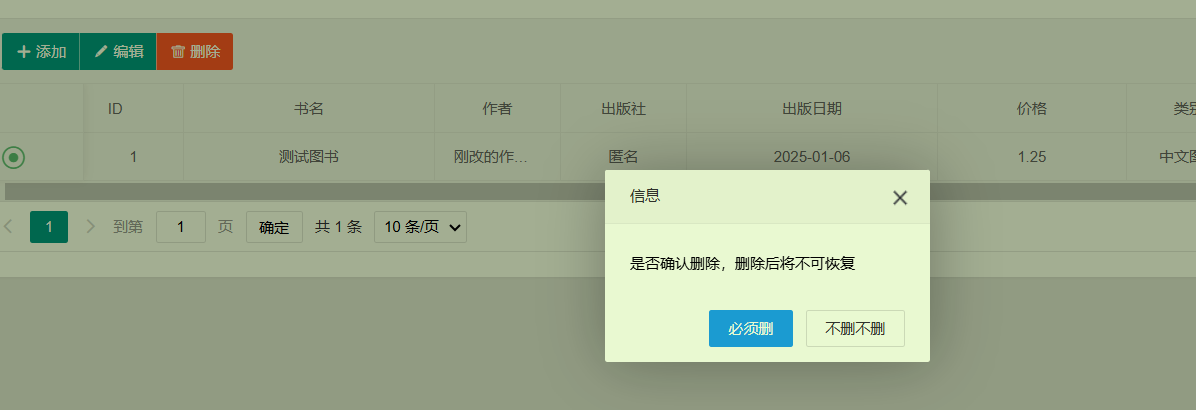 添加 编辑 删除
ID 书名 作者 出版社 出版日期 价格 类别
1 测试图书 刚改的作... 匿名 2025-01-06 1.25 中文图
信息
1 到第 1 页 确定 共 1 条 10 条/页
是否确认删除，删除后将不可恢复
必须删 不删不删